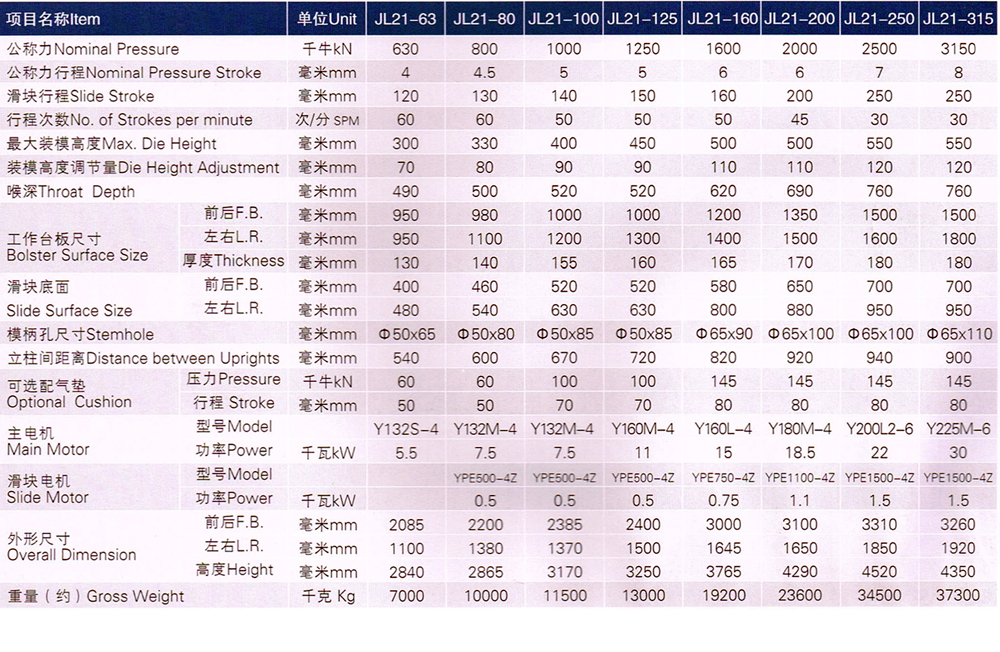 项目名称Item 单位Unit JL21-63 JL21-80 JL21-100 JL21-125 JL21-160 JL21-200 JL21-250 JL21-315
公称力Nominal Pressure 千牛kN 630 800 1000 1250 1600 2000 2500 3150
公称力行程Nominal Pressure Stroke 毫米mm 4 4.5 5 5 6 6 7 8
滑块行程Slide Stroke 毫米mm 120 130 140 150 160 200 250 250
行程次数No. of Strokes per minute 次/分 SPM 60 60 50 50 50 45 30 30
最大装模高度Max. Die Height 毫米mm 300 330 400 450 500 500 550 550
装模高度调节量Die Height Adjustment 毫米mm 70 80 90 90 110 110 120 120
喉深Throat Depth 毫米mm 490 500 520 520 620 690 760 760
工作台板尺寸
Bolster Surface Size
前后F.B. 毫米mm 950 980 1000 1000 1200 1350 1500 1500
左右L.R. 毫米mm 950 1100 1200 1300 1400 1500 1600 1800
厚度Thickness 毫米mm 130 140 155 160 165 170 180 180
滑块底面
Slide Surface Size
前后F.B. 毫米mm 400 460 520 520 580 650 700 700
左右L.R. 毫米mm 480 540 630 630 800 880 950 950
模柄孔尺寸Stemhole 毫米mm Φ50x65 Φ50x80 Φ50x85 Φ50x85 Φ65x90 Φ65x100 Φ65x100 Φ65x110
立柱间距离Distance between Uprights 毫米mm 540 600 670 720 820 920 940 900
可选配气垫
Optional Cushion
压力Pressure 千牛kN 60 60 100 100 145 145 145 145
行程 Stroke 毫米mm 50 50 70 70 80 80 80 80
主电机
Main Motor
型号Model Y132S-4 Y132M-4 Y132M-4 Y160M-4 Y160L-4 Y180M-4 Y200L2-6 Y225M-6
功率Power 千瓦kW 5.5 7.5 7.5 11 15 18.5 22 30
滑块电机
Slide Motor
型号Model YPE500-4Z YPE500-4Z YPE500-4Z YPE750-4Z YPE1100-4Z YPE1500-4Z YPE1500-4Z
功率Power 千瓦kW 0.5 0.5 0.5 0.75 1.1 1.5 1.5
外形尺寸
Overall Dimension
前后F.B. 毫米mm 2085 2200 2385 2400 3000 3100 3310 3260
左右L.R. 毫米mm 1100 1380 1370 1500 1645 1650 1850 1920
高度Height 毫米mm 2840 2865 3170 3250 3765 4290 4520 4350
重量（约）Gross Weight 千克 Kg 7000 10000 11500 13000 19200 23600 34500 37300